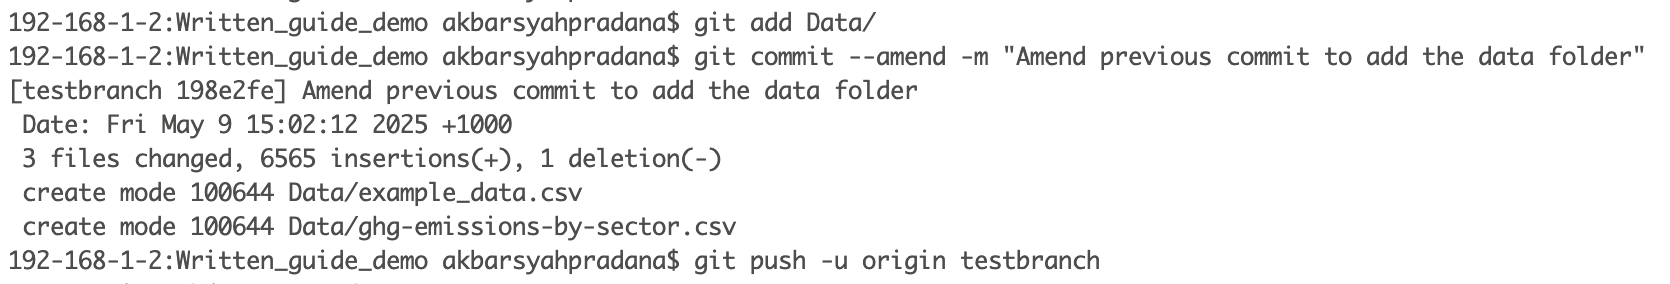 192-168-1-2:Written_guide_demo akbarsyahpradana$ git add Data/
192-168-1-2:Written_guide_demo akbarsyahpradana$ git commit --amend -m "Amend previous commit to add the data folder"
[testbranch 198e2fe] Amend previous commit to add the data folder
 Date: Fri May 9 15:02:12 2025 +1000
 3 files changed, 6565 insertions(+), 1 deletion(-)
 create mode 100644 Data/example_data.csv
 create mode 100644 Data/ghg-emissions-by-sector.csv
192-168-1-2:Written_guide_demo akbarsyahpradana$ git push -u origin testbranch